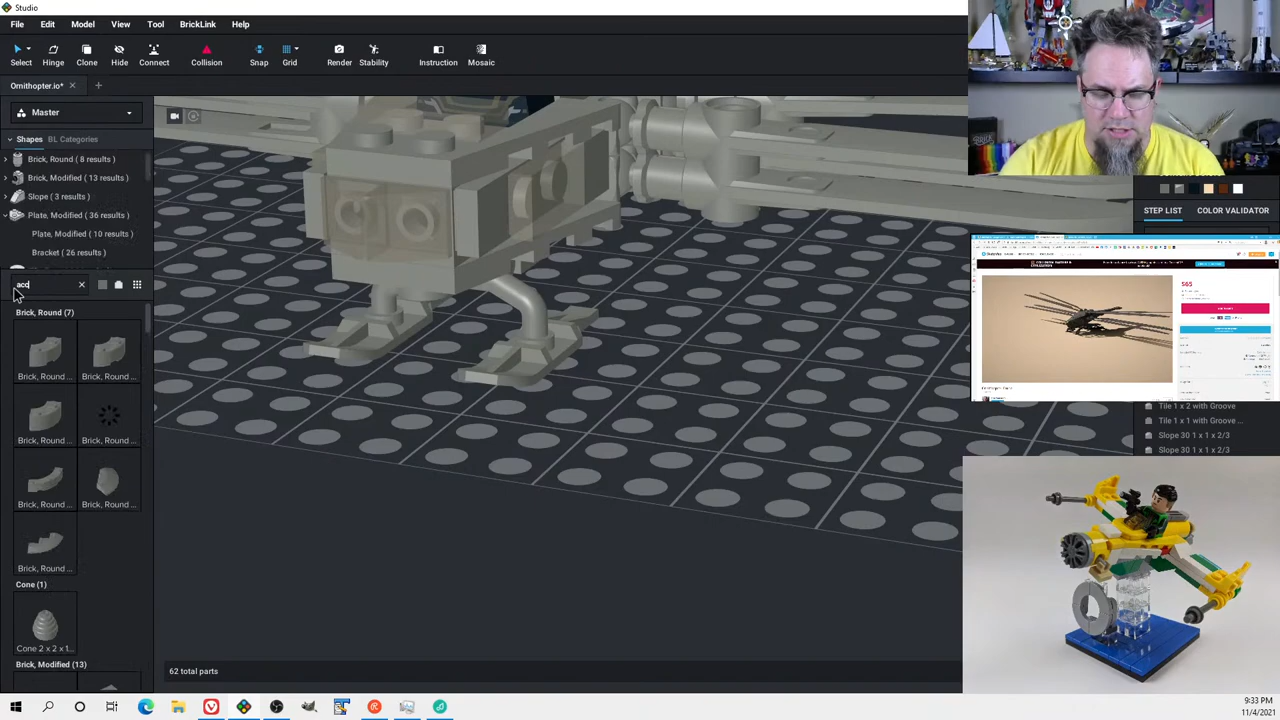 Studio
File Edit Model View Tool BrickLink Help
Select Hinge Clone Hide Connect Collision Snap Grid Render Stability Instruction Mosaic
Ornithopter.io*
Master
Shapes BL Categories
Brick, Round ( 8 results )
Brick, Modified ( 13 results )
Slope ( 3 results )
Plate, Modified ( 36 results )
Plate, Modified ( 10 results )
Bracket ( 26 results )
Brick, Round (7)
Brick, Round ... Brick, Round ...
Brick, Round ... Brick, Round ...
Brick, Round ... Brick, Round ...
Brick, Round ...
Cone (1)
Cone 2 x 2 x 1...
Brick, Modified (13)
62 total parts
STEP LIST COLOR VALIDATOR
$65
Tile 1 x 2 with Groove
Tile 1 x 1 with Groove ...
Slope 30 1 x 1 x 2/3
Slope 30 1 x 1 x 2/3
9:33 PM
11/4/2021